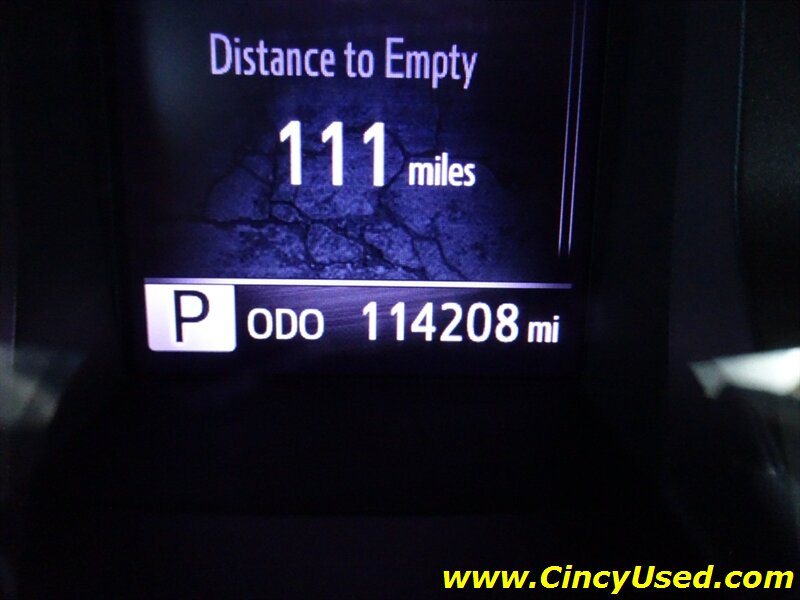 Distance to Empty
111 miles
P ODO 114208 mi
www.CincyUsed.com